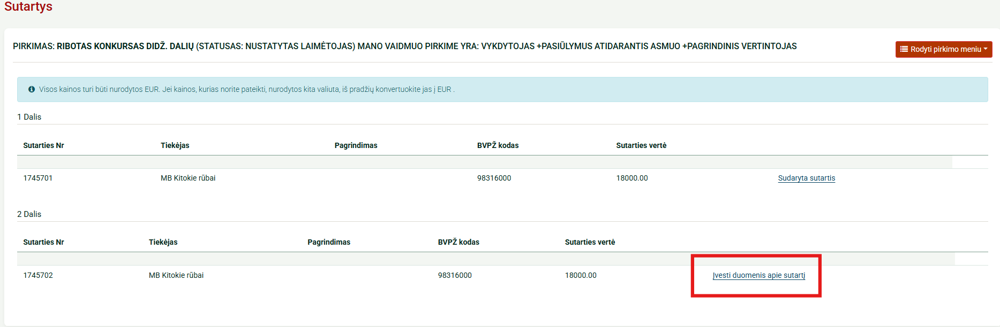 Sutartys
PIRKIMAS: RIBOTAS KONKURSAS DIDŽ. DALIŲ (STATUSAS: NUSTATYTAS LAIMĖTOJAS) MANO VAIDMUO PIRKIME YRA: VYKDYTOJAS +PASIŪLYMUS ATIDARANTIS ASMUO +PAGRINDINIS VERTINTOJAS
Rodyti pirkimo meniu
Visos kainos turi būti nurodytos EUR. Jei kainos, kurias norite pateikti, nurodytos kita valiuta, iš pradžių konvertuokite jas į EUR .
1 Dalis
Sutarties Nr Tiekėjas Pagrindimas BVPŽ kodas Sutarties vertė
1745701 MB Kitokie rūbai 98316000 18000.00 Sudaryta sutartis
2 Dalis
Sutarties Nr Tiekėjas Pagrindimas BVPŽ kodas Sutarties vertė
1745702 MB Kitokie rūbai 98316000 18000.00 Įvesti duomenis apie sutartį